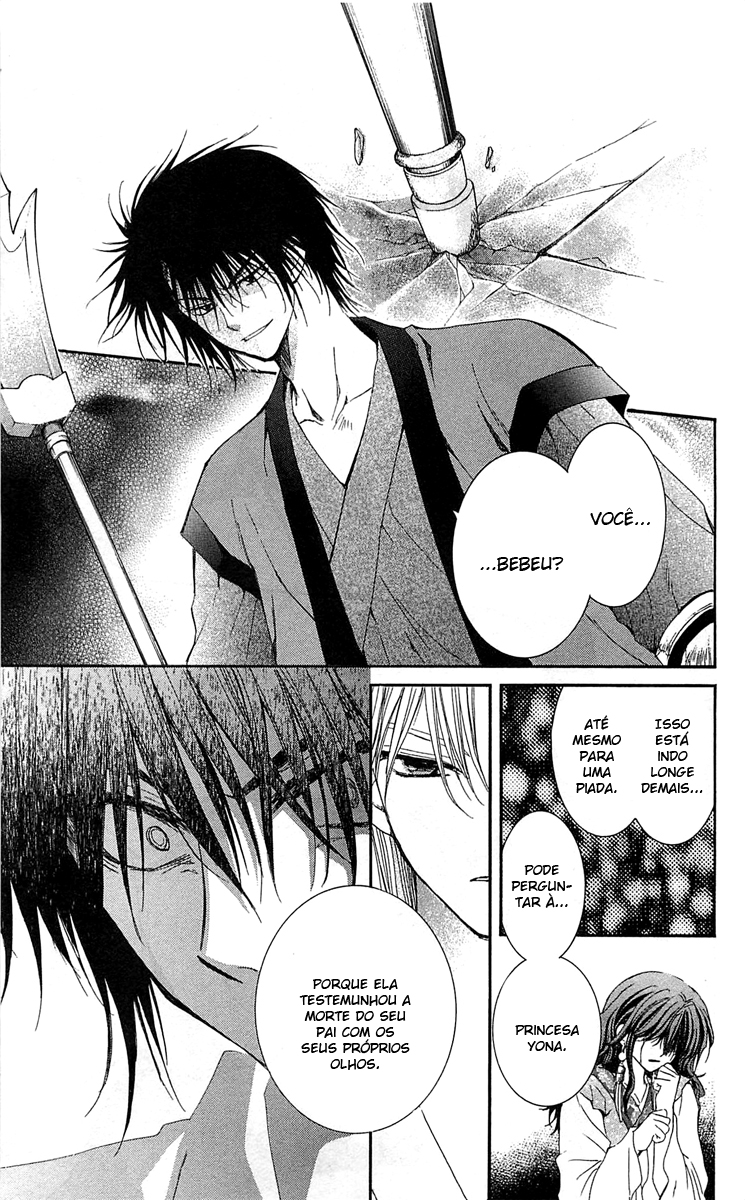 VOCÊ...
...BEBEU?
ISSO
ESTÁ
INDO
LONGE
DEMAIS...
ATÉ
MESMO
PARA
UMA
PIADA.
PODE
PERGUN-
TAR À...
PRINCESA
YONA.
PORQUE ELA
TESTEMUNHOU A
MORTE DO SEU
PAI COM OS
SEUS PRÓPRIOS
OLHOS.